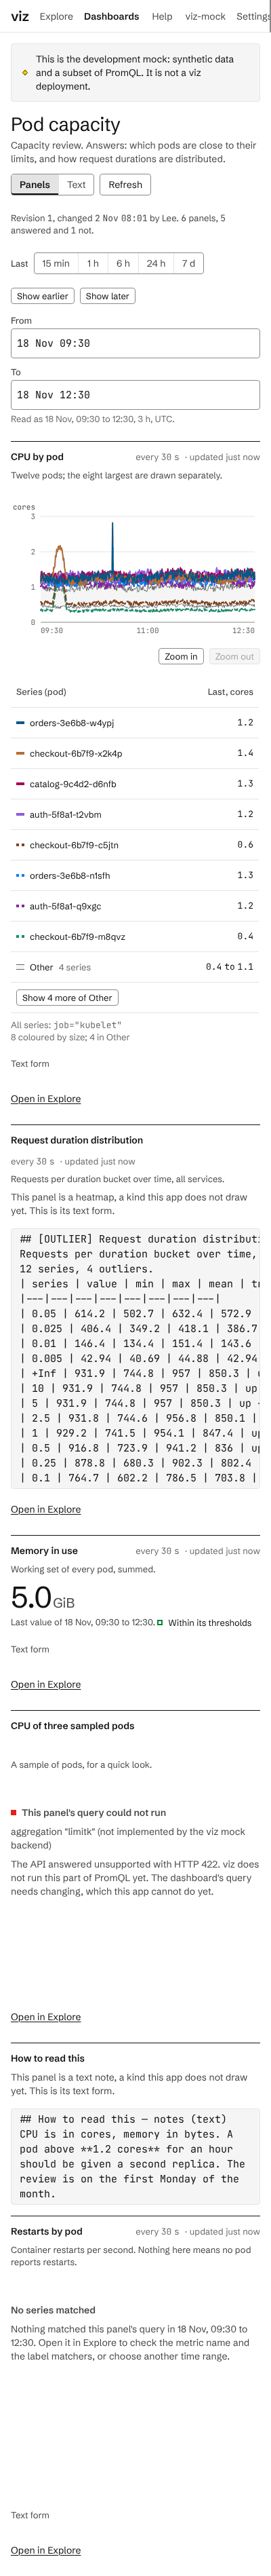 viz Explore Dashboards Help viz-mock Settings
This is the development mock: synthetic data
and a subset of PromQL. It is not a viz
deployment.
Pod capacity
Capacity review. Answers: which pods are close to their
limits, and how request durations are distributed.
Panels Text Refresh
Revision 1, changed 2 Nov 08:01 by Lee. 6 panels, 5
answered and 1 not.
Last 15 min 1 h 6 h 24 h 7 d
Show earlier Show later
From
18 Nov 09:30
To
18 Nov 12:30
Read as 18 Nov, 09:30 to 12:30, 3 h, UTC.
CPU by pod every 30 s · updated just now
Twelve pods; the eight largest are drawn separately.
cores
3
2
1
0
09:30 11:00 12:30
Zoom in Zoom out
Series (pod) Last, cores
orders-3e6b8-w4ypj 1.2
checkout-6b7f9-x2k4p 1.4
catalog-9c4d2-d6nfb 1.3
auth-5f8a1-t2vbm 1.2
checkout-6b7f9-c5jtn 0.6
orders-3e6b8-n1sfh 1.3
auth-5f8a1-q9xgc 1.2
checkout-6b7f9-m8qvz 0.4
Other 4 series 0.4 to 1.1
Show 4 more of Other
All series: job="kubelet"
8 coloured by size; 4 in Other
Text form
Open in Explore
Request duration distribution
every 30 s · updated just now
Requests per duration bucket over time, all services.
This panel is a heatmap, a kind this app does not draw
yet. This is its text form.
## [OUTLIER] Request duration distributi
Requests per duration bucket over time,
12 series, 4 outliers.
| series | value | min | max | mean | tr
|---|---|---|---|---|---|
| 0.05 | 614.2 | 502.7 | 632.4 | 572.9
| 0.025 | 406.4 | 349.2 | 418.1 | 386.7
| 0.01 | 146.4 | 134.4 | 151.4 | 143.6
| 0.005 | 42.94 | 40.69 | 44.88 | 42.94
| +Inf | 931.9 | 744.8 | 957 | 850.3 | u
| 10 | 931.9 | 744.8 | 957 | 850.3 | up
| 5 | 931.9 | 744.8 | 957 | 850.3 | up
| 2.5 | 931.8 | 744.6 | 956.8 | 850.1 |
| 1 | 929.2 | 741.5 | 954.1 | 847.4 | up
| 0.5 | 916.8 | 723.9 | 941.2 | 836 | up
| 0.25 | 878.8 | 680.3 | 902.3 | 802.4
| 0.1 | 764.7 | 602.2 | 786.5 | 703.8 |
Open in Explore
Memory in use every 30 s · updated just now
Working set of every pod, summed.
5.0 GiB
Last value of 18 Nov, 09:30 to 12:30. Within its thresholds
Text form
Open in Explore
CPU of three sampled pods
A sample of pods, for a quick look.
This panel's query could not run
aggregation "limitk" (not implemented by the viz mock
backend)
The API answered unsupported with HTTP 422. viz does
not run this part of PromQL yet. The dashboard's query
needs changing, which this app cannot do yet.
Open in Explore
How to read this
This panel is a text note, a kind this app does not draw
yet. This is its text form.
## How to read this — notes (text)
CPU is in cores, memory in bytes. A
pod above **1.2 cores** for an hour
should be given a second replica. The
review is on the first Monday of the
month.
Restarts by pod every 30 s · updated just now
Container restarts per second. Nothing here means no pod
reports restarts.
No series matched
Nothing matched this panel's query in 18 Nov, 09:30 to
12:30. Open it in Explore to check the metric name and
the label matchers, or choose another time range.
Text form
Open in Explore